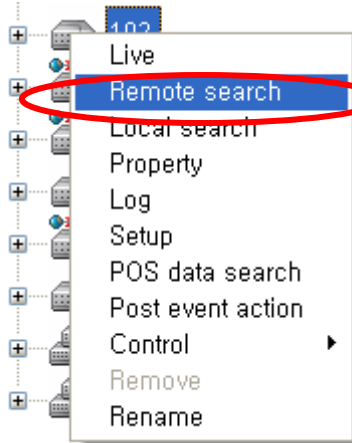 102
Live
Remote search
Local search
Property
Log
Setup
POS data search
Post event action
Control
Remove
Rename